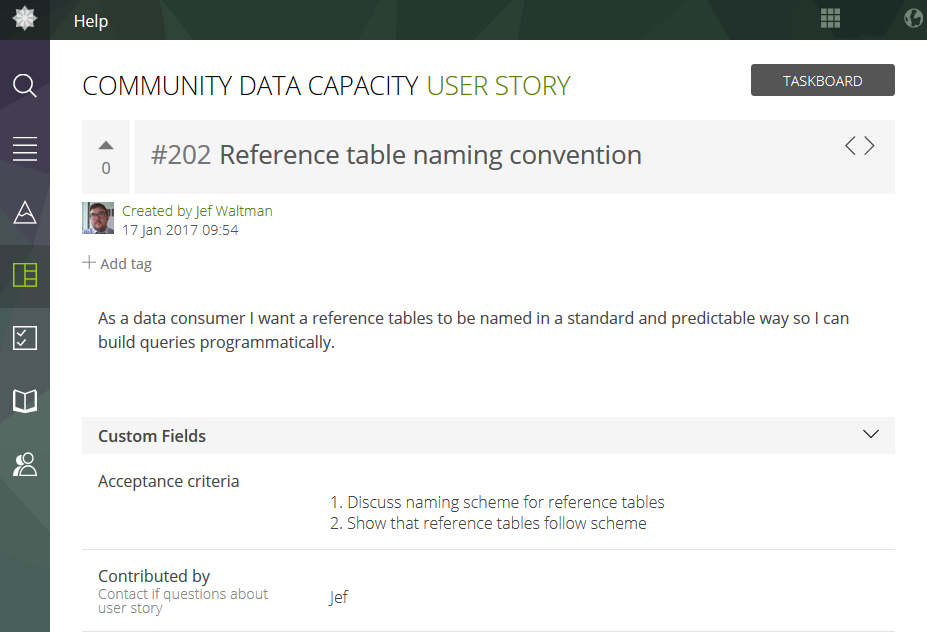 Help
COMMUNITY DATA CAPACITY USER STORY
TASKBOARD
0
#202 Reference table naming convention
Created by Jef Waltman
17 Jan 2017 09:54
Add tag
As a data consumer I want a reference tables to be named in a standard and predictable way so I can
build queries programmatically.
Custom Fields
Acceptance criteria
1. Discuss naming scheme for reference tables
2. Show that reference tables follow scheme
Contributed by
Contact if questions about
user story
Jef